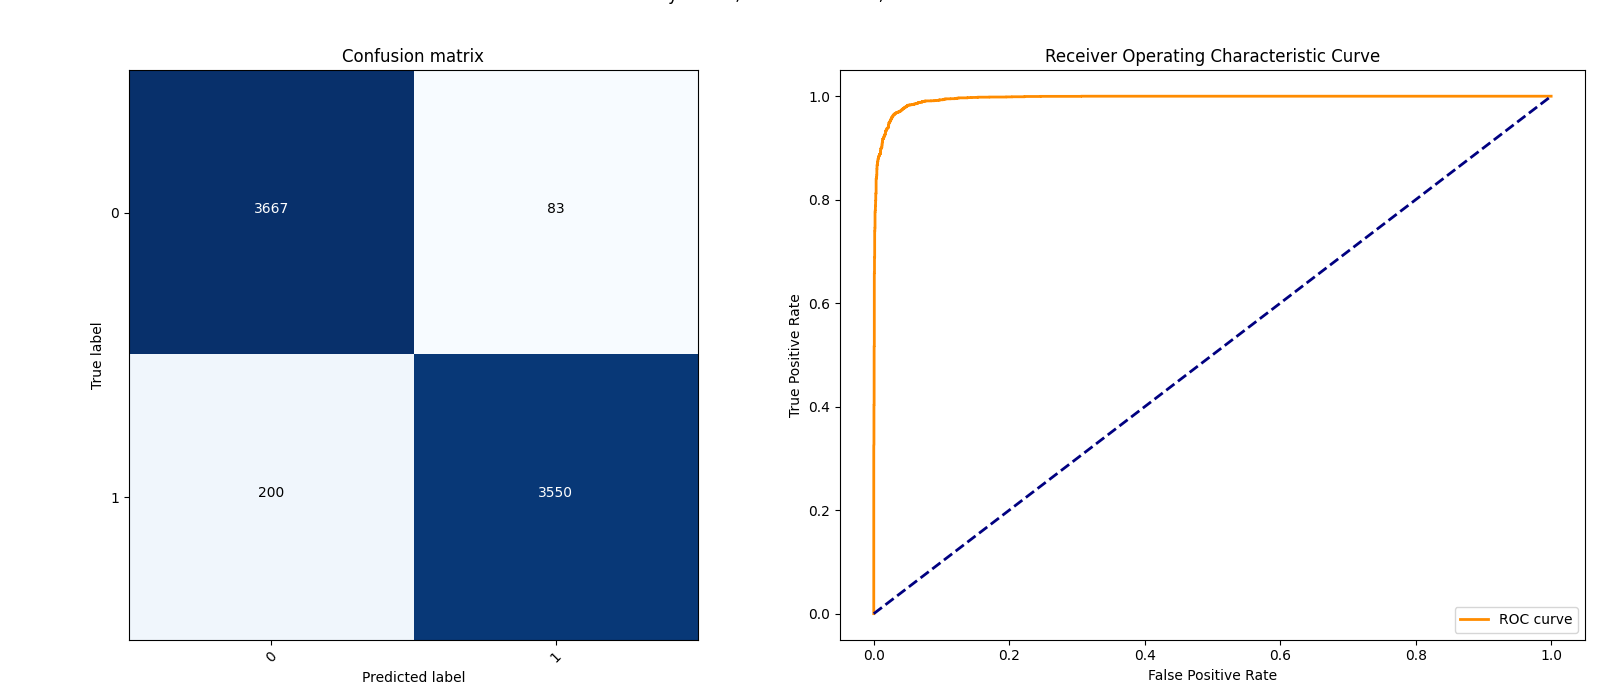 Confusion matrix
3667
83
200
3550
0
1
True label
0
1
Predicted label
Receiver Operating Characteristic Curve
1.0
0.8
0.6
0.4
0.2
0.0
True Positive Rate
0.0
0.2
0.4
0.6
0.8
1.0
False Positive Rate
ROC curve